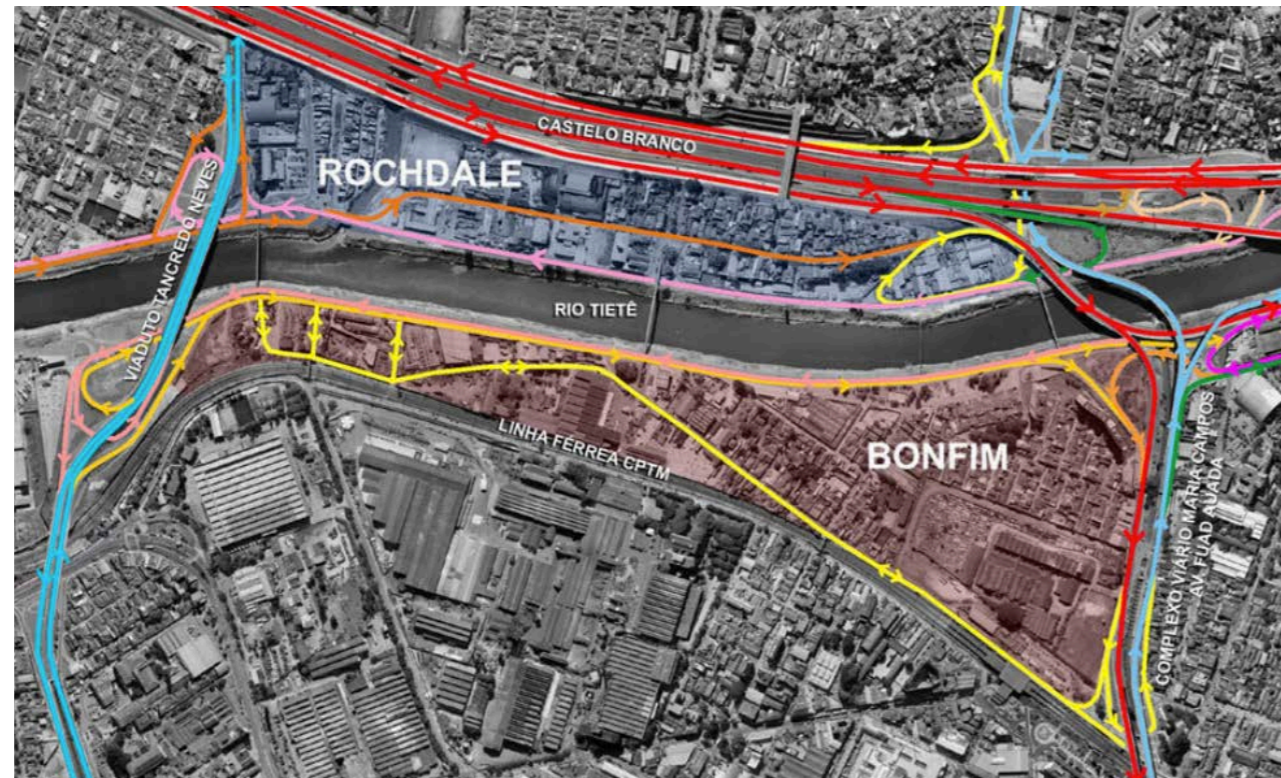 CASTELO BRANCO
ROCHDALE
VIADUTO TANCREDO NEVES
RIO TIETÊ
LINHA FÉRREA CPTM
BONFIM
COMPLEXO VIÁRIO MARIA CAMPOS
AV. FUAD AUADA